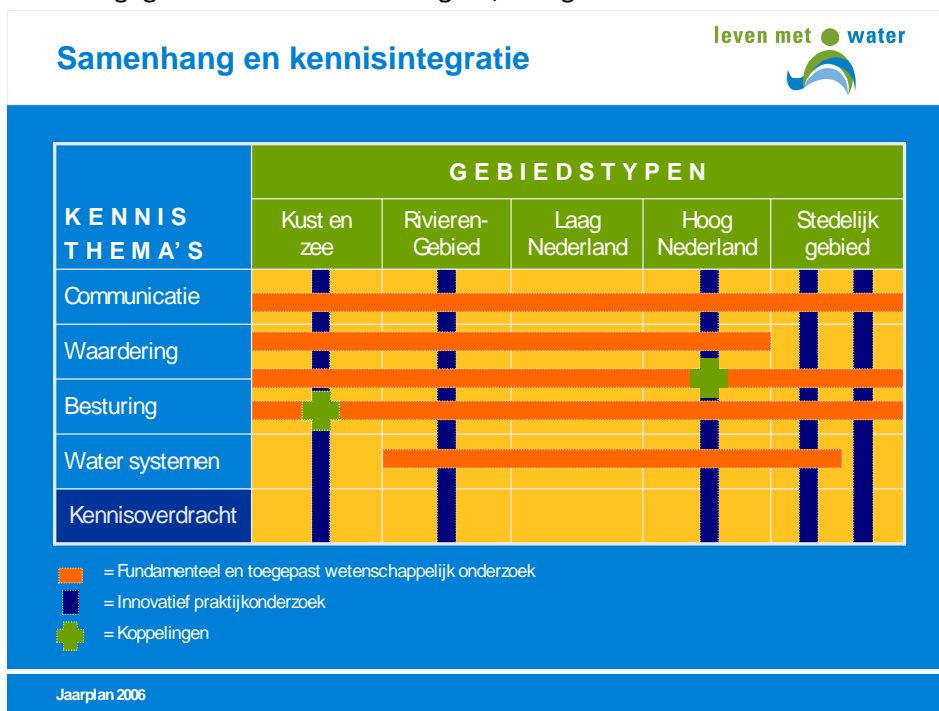 leven met water
Samenhang en kennisintegratie
GEBIEDSTYPEN
KENNIS
THEMA'S
Kust en
zee
Rivieren-
Gebied
Laag
Nederland
Hoog
Nederland
Stedelijk
gebied
Communicatie
Waardering
Besturing
Water systemen
Kennisoverdracht
= Fundamenteel en toegepast wetenschappelijk onderzoek
= Innovatief praktijkonderzoek
= Koppelingen
Jaarplan 2006